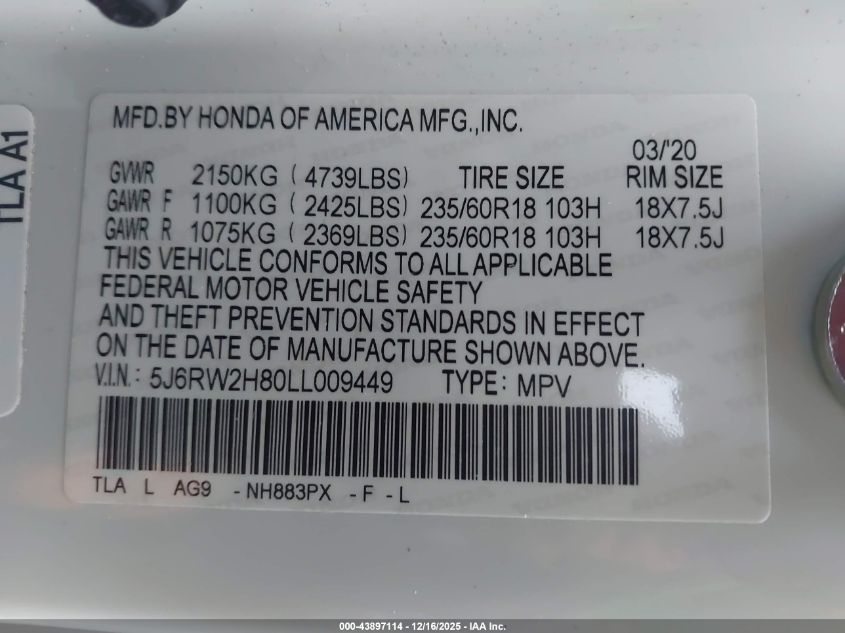 TLA A1
MFD.BY HONDA OF AMERICA MFG.,INC.
03/'20
GVWR 2150KG ( 4739LBS) TIRE SIZE RIM SIZE
GAWR F 1100KG ( 2425LBS) 235/60R18 103H 18X7.5J
GAWR R 1075KG ( 2369LBS) 235/60R18 103H 18X7.5J
THIS VEHICLE CONFORMS TO ALL APPLICABLE
FEDERAL MOTOR VEHICLE SAFETY
AND THEFT PREVENTION STANDARDS IN EFFECT
ON THE DATE OF MANUFACTURE SHOWN ABOVE.
V.I.N.: 5J6RW2H80LL009449 TYPE: MPV
TLA L AG9 -NH883PX -F-L
000-43897114 - 12/16/2025 - IAA Inc.